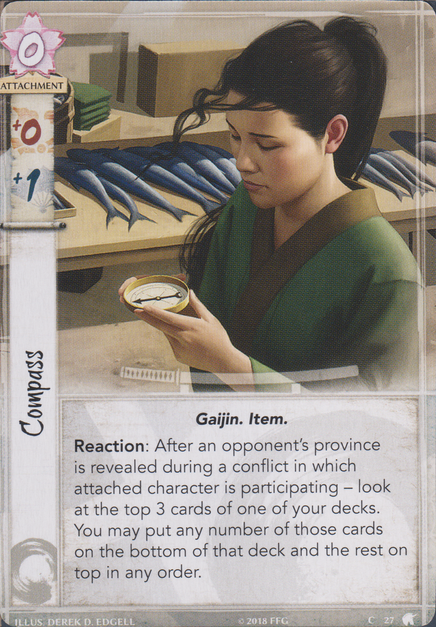 0
ATTACHMENT
+0
+1
Compass
Gaijin. Item.
Reaction: After an opponent's province
is revealed during a conflict in which
attached character is participating – look
at the top 3 cards of one of your decks.
You may put any number of those cards
on the bottom of that deck and the rest on
top in any order.
ILLUS: DEREK D. EDGELL © 2018 FFG C 27